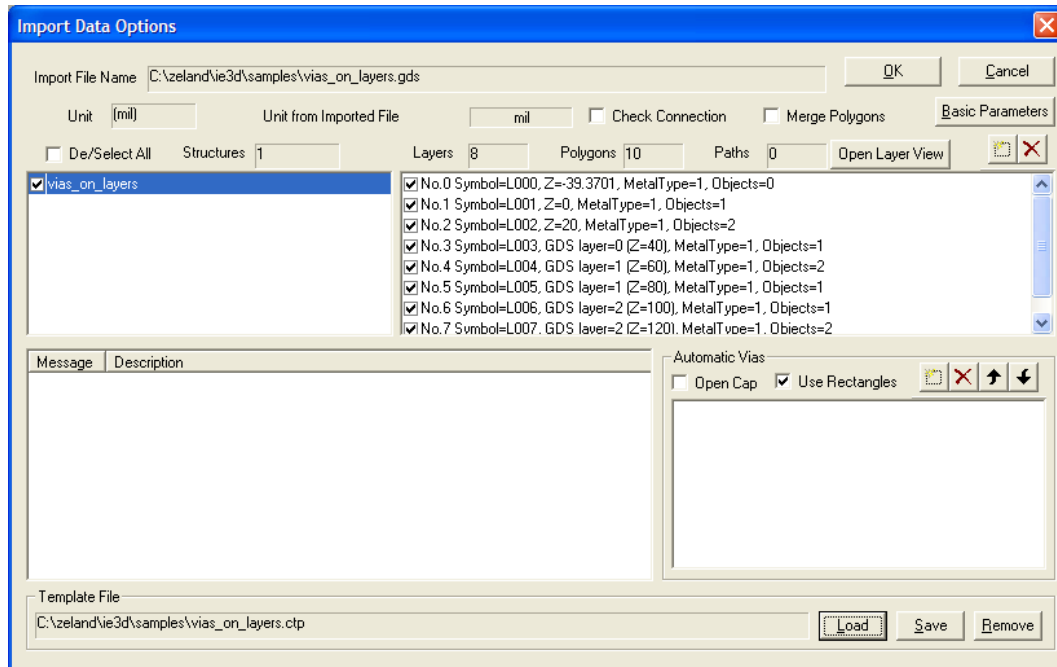 Import Data Options
Import File Name C:\zeland\ie3d\samples\vias_on_layers.gds OK Cancel
Unit (mil) Unit from Imported File mil Check Connection Merge Polygons Basic Parameters
De/Select All Structures 1 Layers 8 Polygons 10 Paths 0 Open Layer View
vias_on_layers
No.0 Symbol=L000, Z=-39.3701, MetalType=1, Objects=0
No.1 Symbol=L001, Z=0, MetalType=1, Objects=1
No.2 Symbol=L002, Z=20, MetalType=1, Objects=2
No.3 Symbol=L003, GDS layer=0 (Z=40), MetalType=1, Objects=1
No.4 Symbol=L004, GDS layer=1 (Z=60), MetalType=1, Objects=2
No.5 Symbol=L005, GDS layer=1 (Z=80), MetalType=1, Objects=1
No.6 Symbol=L006, GDS layer=2 (Z=100), MetalType=1, Objects=1
No.7 Symbol=L007, GDS layer=2 (Z=120), MetalType=1, Objects=2
Message Description
Automatic Vias
Open Cap Use Rectangles
Template File
C:\zeland\ie3d\samples\vias_on_layers.ctp Load Save Remove